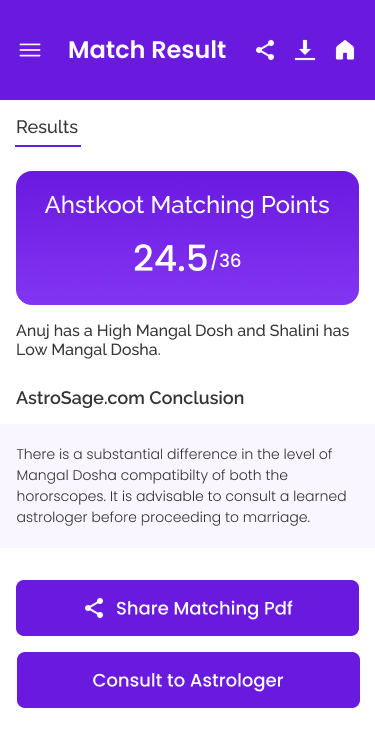 Match Result
Results
Ahstkoot Matching Points
24.5/36
Anuj has a High Mangal Dosh and Shalini has
Low Mangal Dosha.
AstroSage.com Conclusion
There is a substantial difference in the level of
Mangal Dosha compatibilty of both the
hororscopes. It is advisable to consult a learned
astrologer before proceeding to marriage.
Share Matching Pdf
Consult to Astrologer